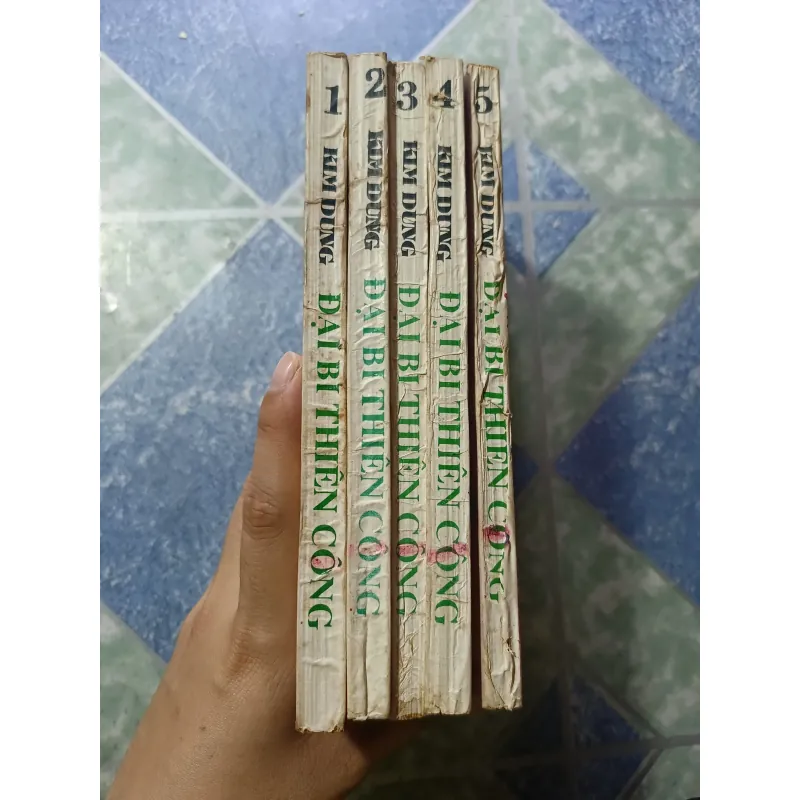 1 KIM DUNG ĐẠI BI THIÊN CÔNG
2 KIM DUNG ĐẠI BI THIÊN CÔNG
3 KIM DUNG ĐẠI BI THIÊN CÔNG
4 KIM DUNG ĐẠI BI THIÊN CÔNG
5 KIM DUNG ĐẠI BI THIÊN CÔNG